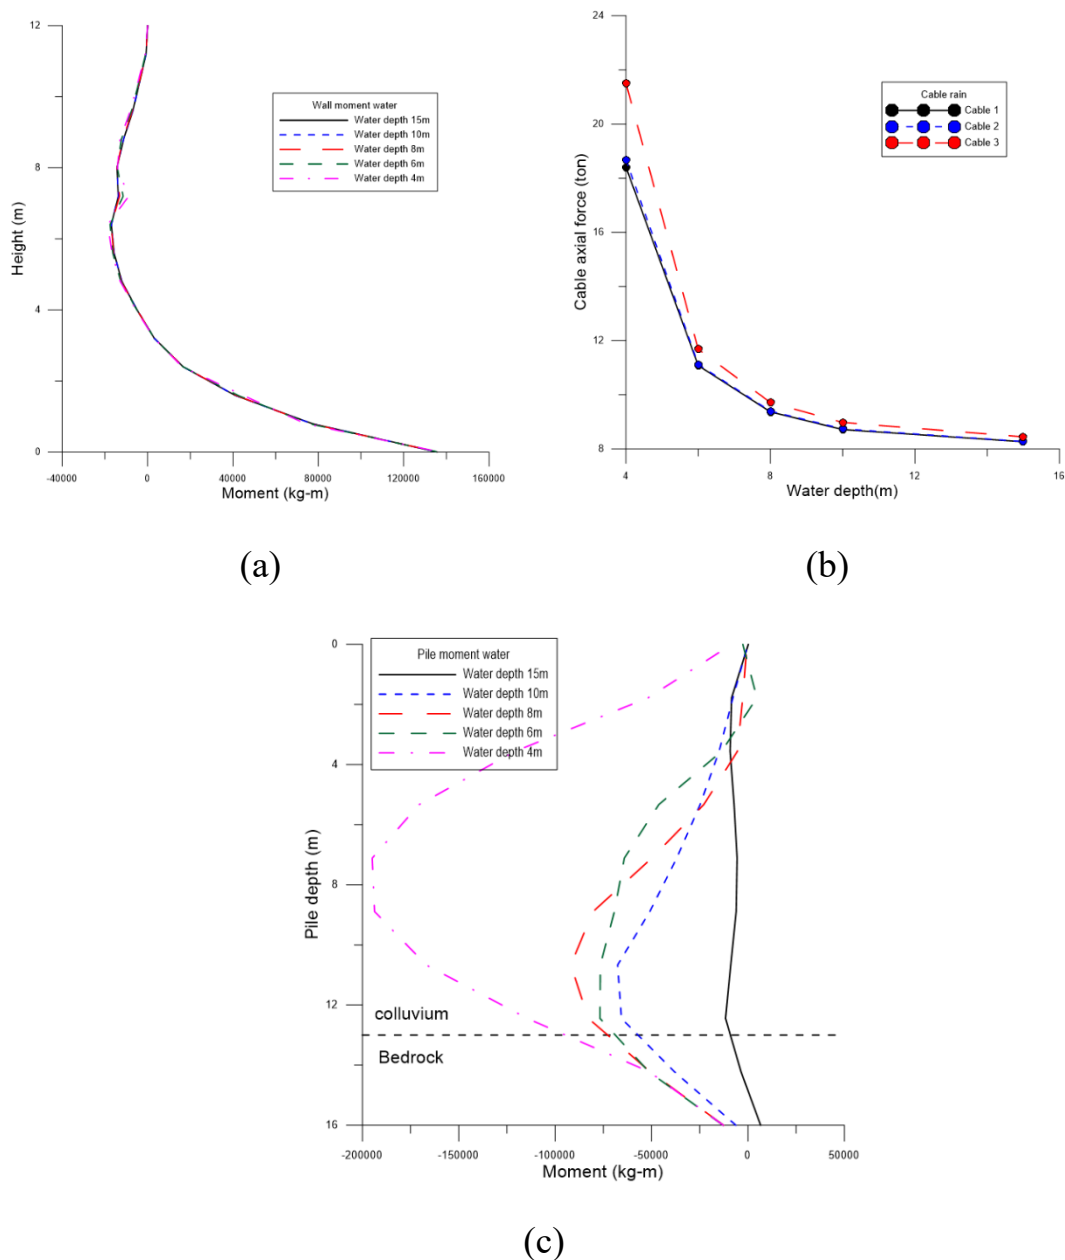 12
8
4
0
Height (m)
Wall moment water
Water depth 15m
Water depth 10m
Water depth 8m
Water depth 6m
Water depth 4m
-40000 0 40000 80000 120000 160000
Moment (kg-m)
(a)
24
20
16
12
8
Cable axial force (ton)
Cable rain
Cable 1
Cable 2
Cable 3
4 8 12 16
Water depth(m)
(b)
0
4
8
12
16
Pile depth (m)
Pile moment water
Water depth 15m
Water depth 10m
Water depth 8m
Water depth 6m
Water depth 4m
colluvium
Bedrock
-200000 -150000 -100000 -50000 0 50000
Moment (kg-m)
(c)